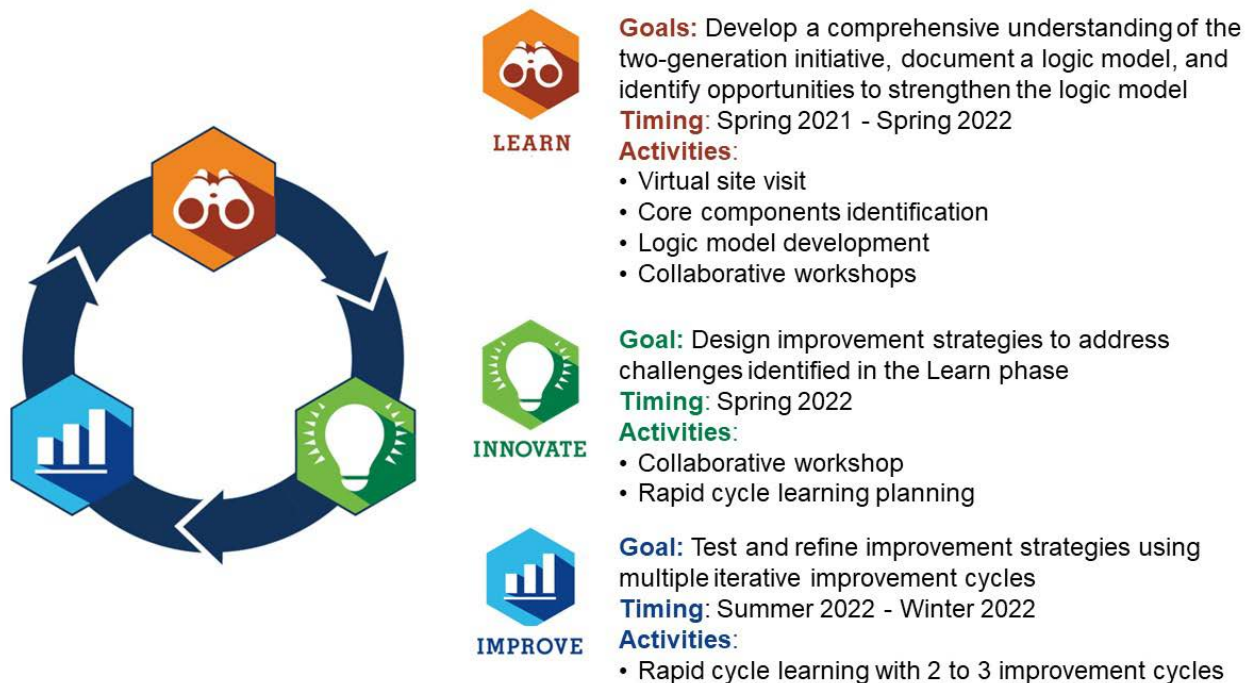 Goals: Develop a comprehensive understanding of the
two-generation initiative, document a logic model, and
identify opportunities to strengthen the logic model
Timing: Spring 2021 - Spring 2022
Activities:
• Virtual site visit
• Core components identification
• Logic model development
• Collaborative workshops
LEARN
Goal: Design improvement strategies to address
challenges identified in the Learn phase
Timing: Spring 2022
Activities:
• Collaborative workshop
• Rapid cycle learning planning
INNOVATE
Goal: Test and refine improvement strategies using
multiple iterative improvement cycles
Timing: Summer 2022 - Winter 2022
Activities:
• Rapid cycle learning with 2 to 3 improvement cycles
IMPROVE